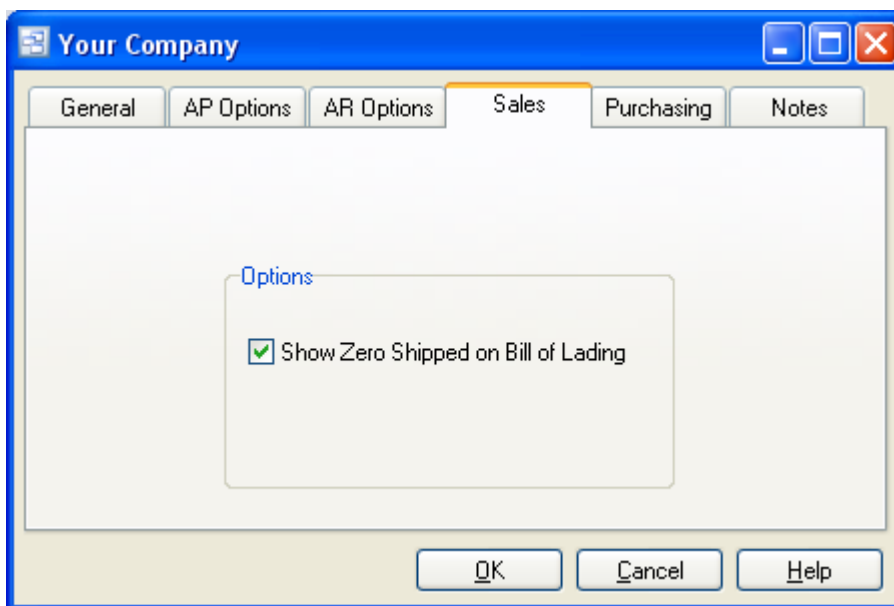 Your Company
General AP Options AR Options Sales Purchasing Notes
Options
Show Zero Shipped on Bill of Lading
OK Cancel Help